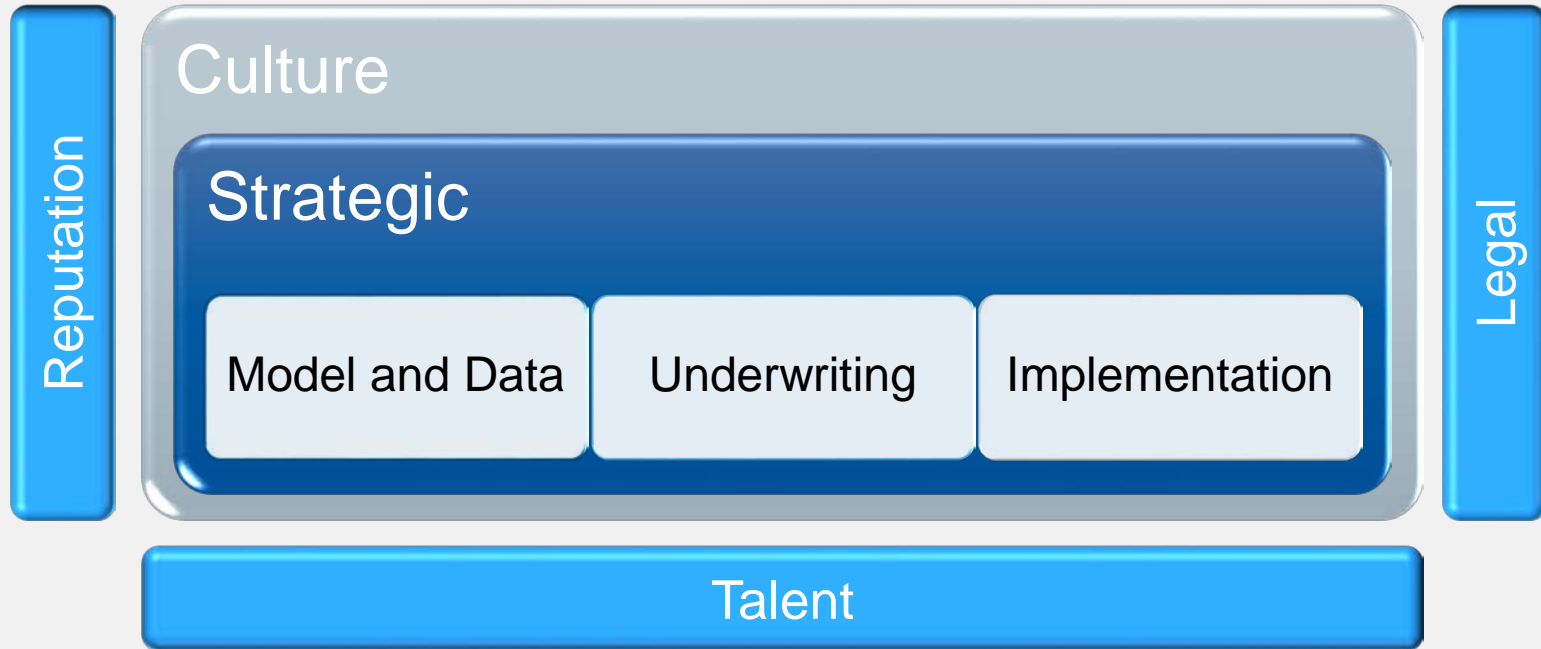 Reputation
Culture
Strategic
Model and Data
Underwriting
Implementation
Legal
Talent